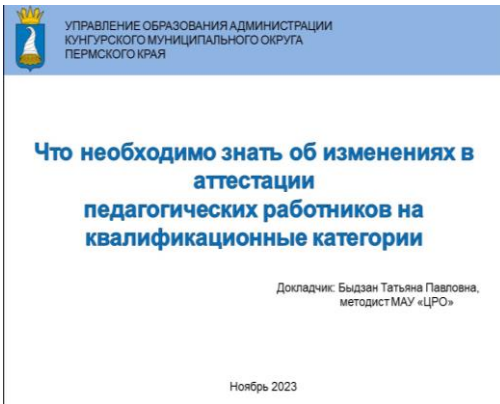 УПРАВЛЕНИЕ ОБРАЗОВАНИЯ АДМИНИСТРАЦИИ
КУНГУРСКОГО МУНИЦИПАЛЬНОГО ОКРУГА
ПЕРМСКОГО КРАЯ
Что необходимо знать об изменениях в
аттестации
педагогических работников на
квалификационные категории
Докладчик: Быдзан Татьяна Павловна,
методист МАУ «ЦРО»
Ноябрь 2023